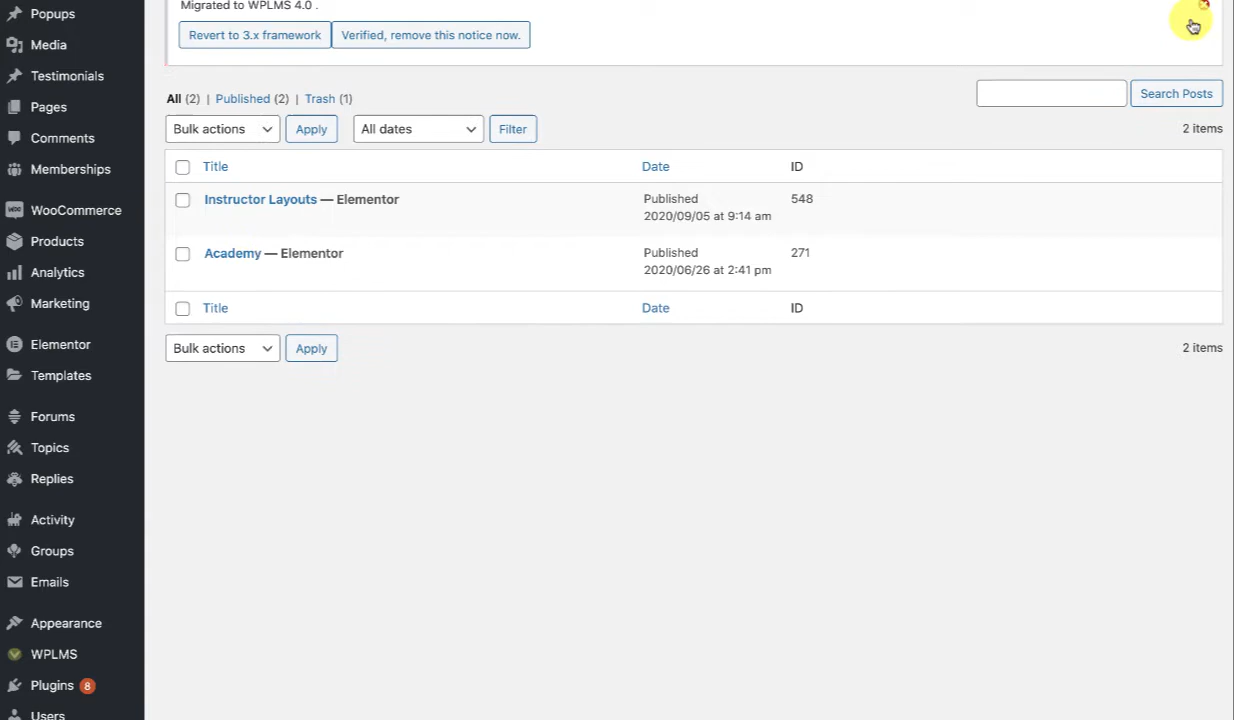 Popups
Media
Testimonials
Pages
Comments
Memberships
WooCommerce
Products
Analytics
Marketing
Elementor
Templates
Forums
Topics
Replies
Activity
Groups
Emails
Appearance
WPLMS
Plugins 8
Users
Migrated to WPLMS 4.0 .
Revert to 3.x framework Verified, remove this notice now.
All (2) | Published (2) | Trash (1)
Search Posts
Bulk actions Apply All dates Filter 2 items
Title Date ID
Instructor Layouts — Elementor Published 548
2020/09/05 at 9:14 am
Academy — Elementor Published 271
2020/06/26 at 2:41 pm
Title Date ID
Bulk actions Apply 2 items